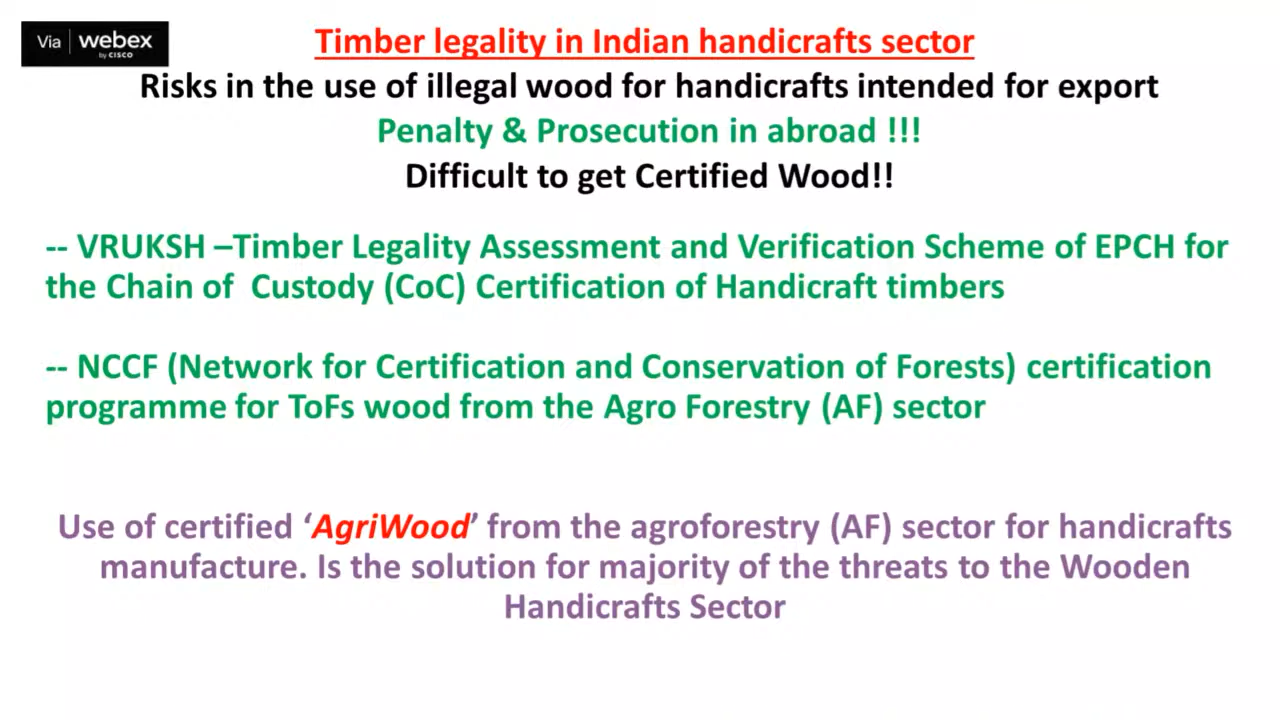 Via | webex
by CISCO
Timber legality in Indian handicrafts sector
Risks in the use of illegal wood for handicrafts intended for export
Penalty & Prosecution in abroad !!!
Difficult to get Certified Wood!!
-- VRUKSH –Timber Legality Assessment and Verification Scheme of EPCH for
the Chain of  Custody (CoC) Certification of Handicraft timbers
-- NCCF (Network for Certification and Conservation of Forests) certification
programme for ToFs wood from the Agro Forestry (AF) sector
Use of certified ‘AgriWood’ from the agroforestry (AF) sector for handicrafts
manufacture. Is the solution for majority of the threats to the Wooden
Handicrafts Sector